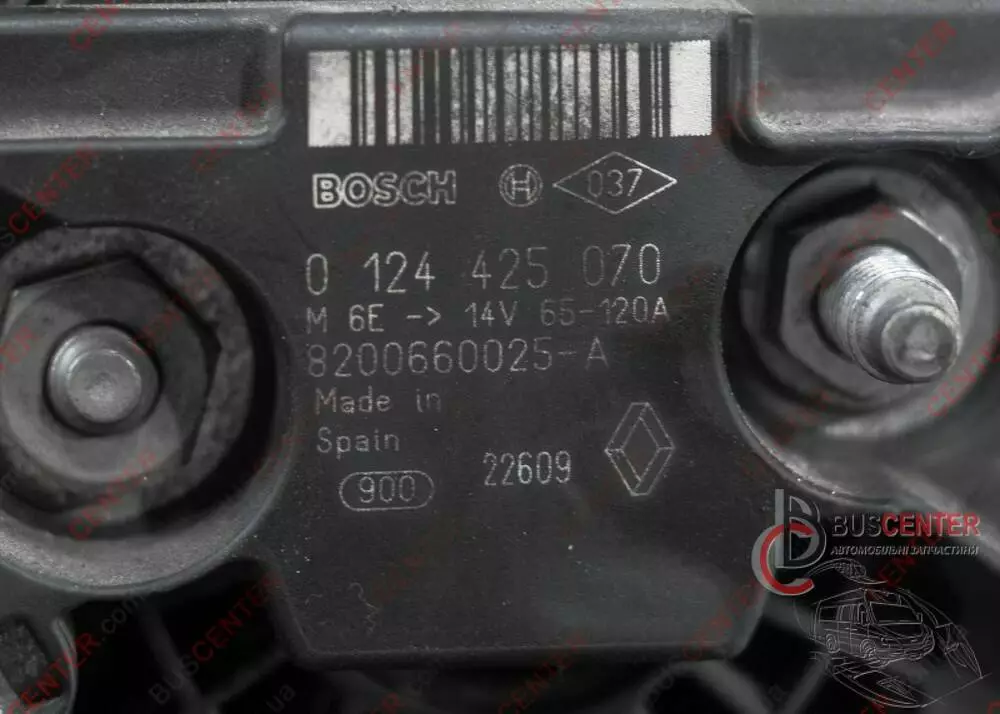 BOSCH H 037
0 124 425 070
M 6E -> 14V 65-120A
8200660025-A
Made in
Spain
900 22609
3
BUSCENTER
АВТОМОБІЛЬНІ ЗАПЧАСТИНИ